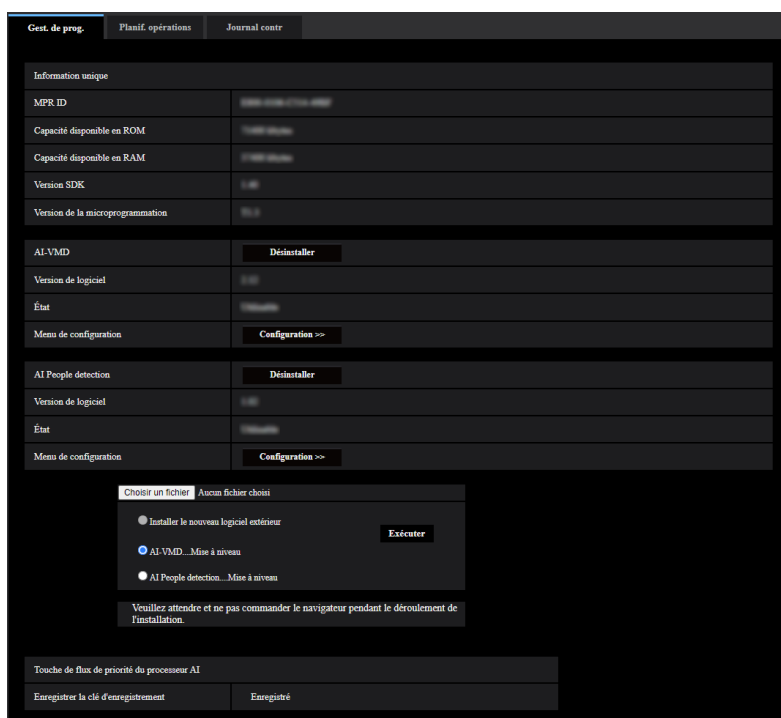 Gest. de prog. Planif. opérations Journal contr
Information unique
MPR ID
Capacité disponible en ROM
Capacité disponible en RAM
Version SDK
Version de la microprogrammation
AI-VMD Désinstaller
Version de logiciel
État
Menu de configuration Configuration >>
AI People detection Désinstaller
Version de logiciel
État
Menu de configuration Configuration >>
Choisir un fichier Aucun fichier choisi
Installer le nouveau logiciel extérieur
Exécuter
AI-VMD....Mise à niveau
AI People detection....Mise à niveau
Veuillez attendre et ne pas commander le navigateur pendant le déroulement de
l'installation.
Touche de flux de priorité du processeur AI
Enregistrer la clé d'enregistrement Enregistré